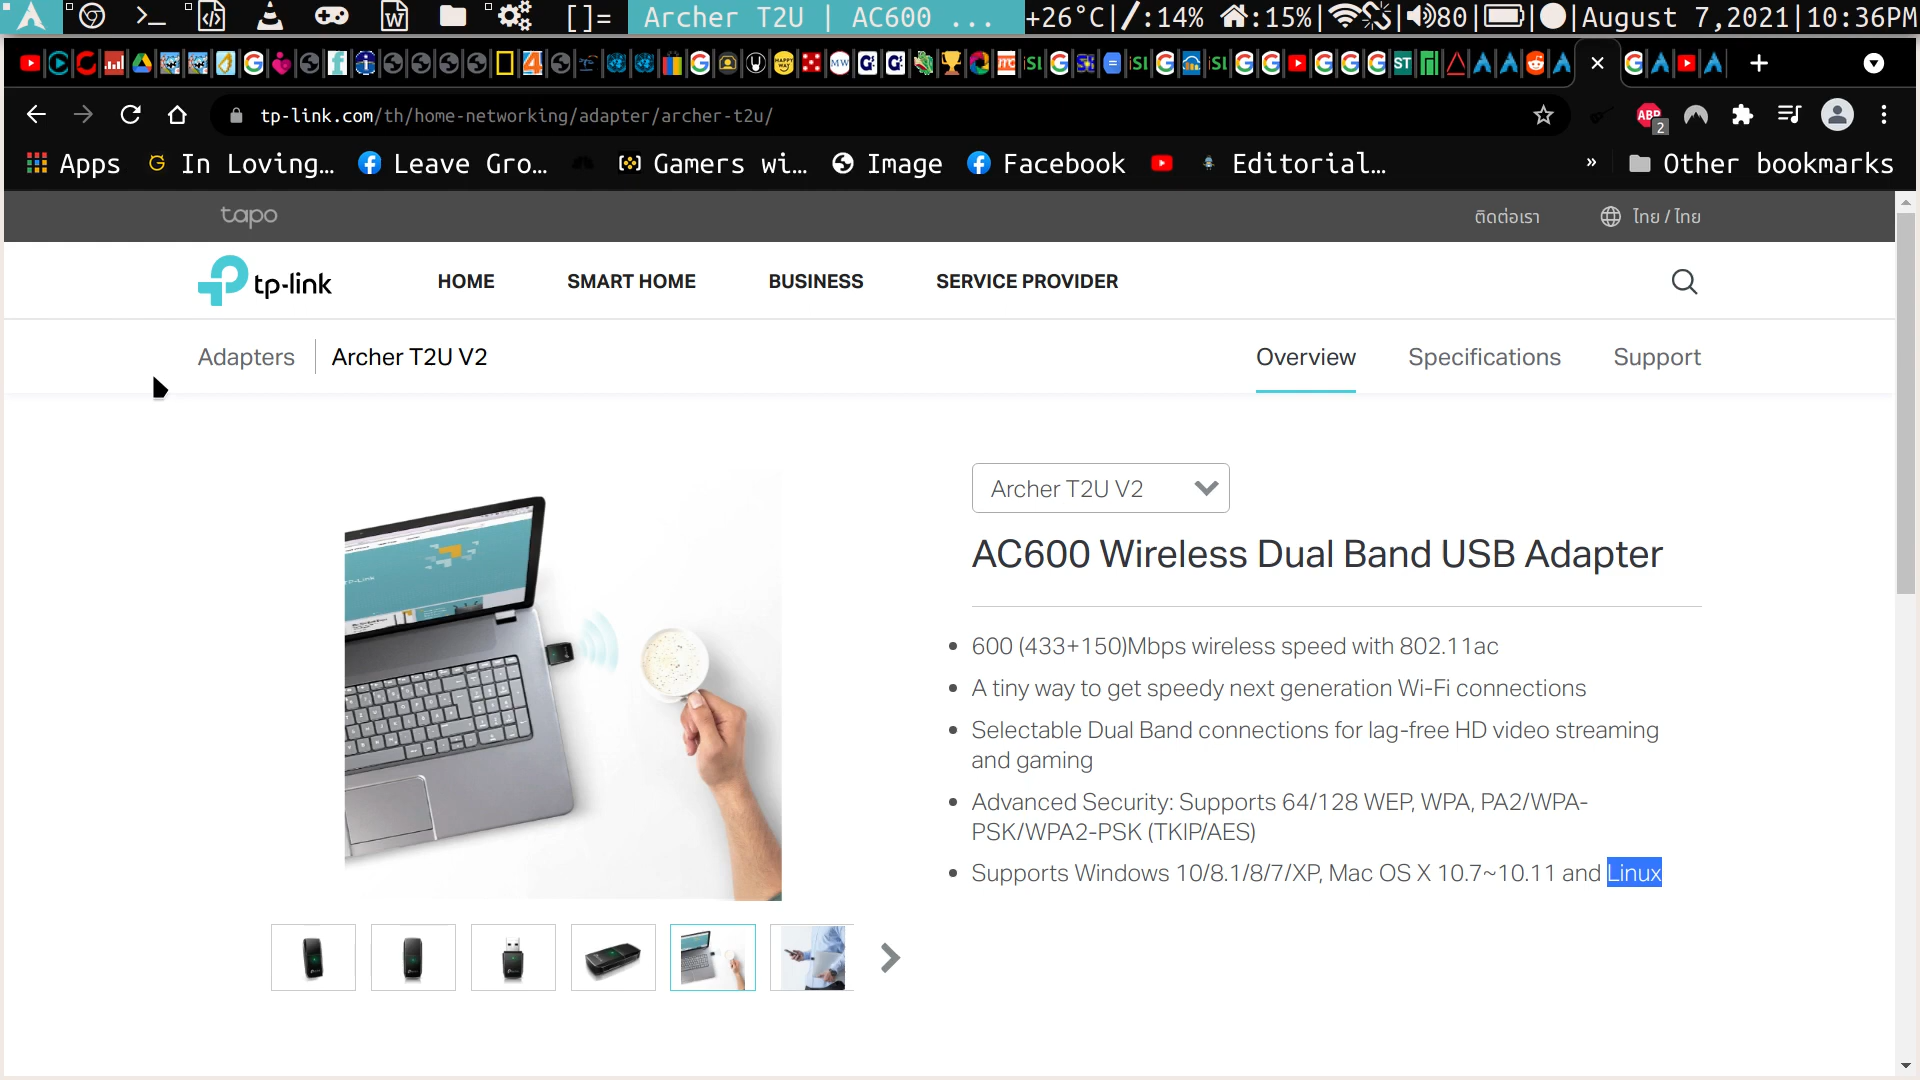 []= Archer T2U | AC600 ... +26°C|/:14% :15%| |80| | |August 7,2021|10:36PM
tp-link.com/th/home-networking/adapter/archer-t2u/
ABP 2
Apps In Loving… Leave Gro… Gamers wi… Image Facebook Editorial… » Other bookmarks
tapo ติดต่อเรา ไทย / ไทย
tp-link HOME SMART HOME BUSINESS SERVICE PROVIDER
Adapters Archer T2U V2 Overview Specifications Support
Archer T2U V2
AC600 Wireless Dual Band USB Adapter
600 (433+150)Mbps wireless speed with 802.11ac
A tiny way to get speedy next generation Wi-Fi connections
Selectable Dual Band connections for lag-free HD video streaming
and gaming
Advanced Security: Supports 64/128 WEP, WPA, PA2/WPA-
PSK/WPA2-PSK (TKIP/AES)
Supports Windows 10/8.1/8/7/XP, Mac OS X 10.7~10.11 and Linux